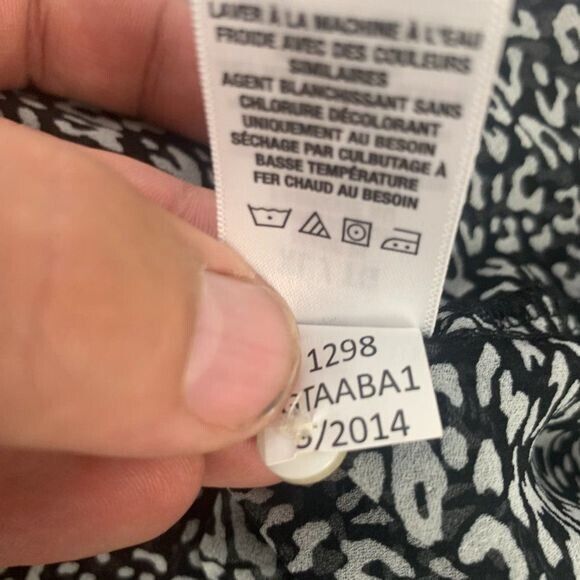 LAVER À LA MACHINE À L'EAU
FROIDE AVEC DES COULEURS
SIMILAIRES
AGENT BLANCHISSANT SANS
CHLORURE DÉCOLORANT
UNIQUEMENT AU BESOIN
SÉCHAGE PAR CULBUTAGE À
BASSE TEMPÉRATURE
FER CHAUD AU BESOIN
1298
GTAABA1
/2014